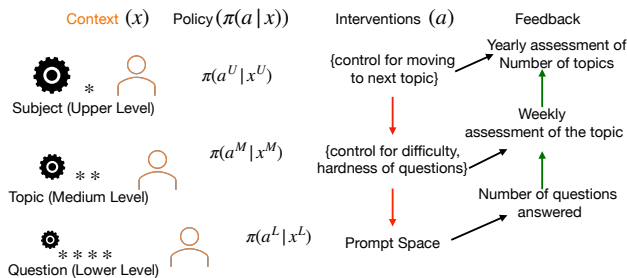 Context (x) Policy (π(a|x)) Interventions (a) Feedback
* π(a^U|x^U) {control for moving to next topic} Yearly assessment of Number of topics
Subject (Upper Level)
Weekly assessment of the topic
* * π(a^M|x^M) {control for difficulty, hardness of questions}
Topic (Medium Level)
Number of questions answered
* * * * π(a^L|x^L) Prompt Space
Question (Lower Level)